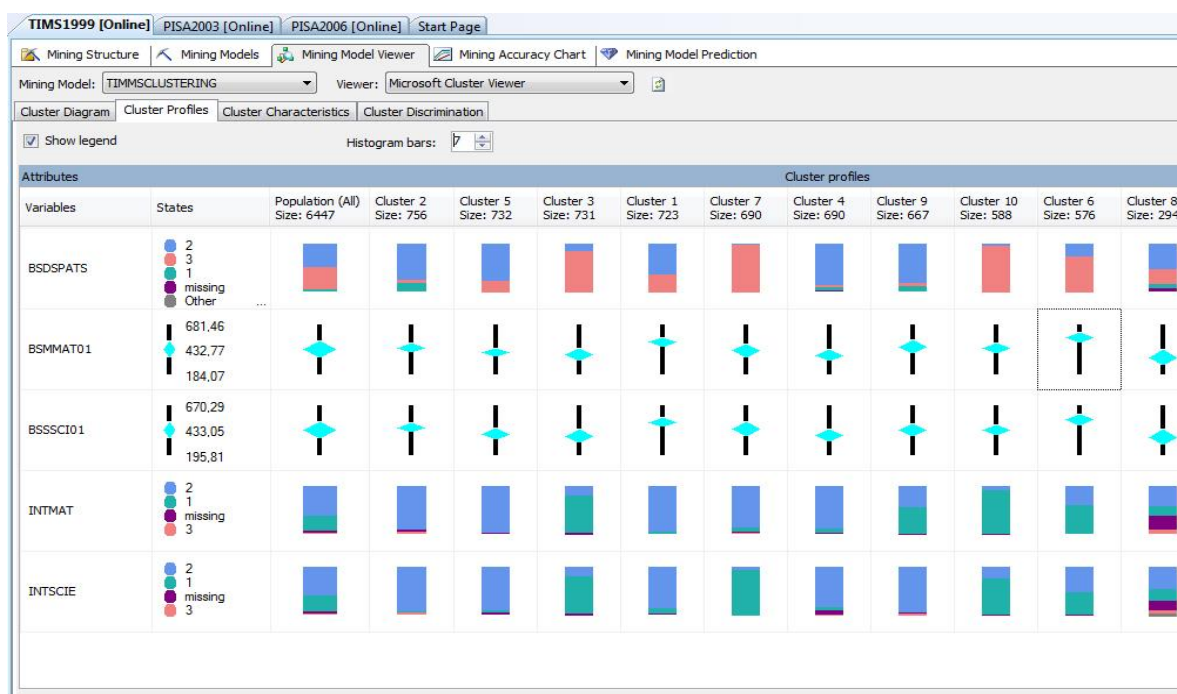 TIMS1999 [Online] PISA2003 [Online] PISA2006 [Online] Start Page
Mining Structure Mining Models Mining Model Viewer Mining Accuracy Chart Mining Model Prediction
Mining Model: TIMMSCLUSTERING Viewer: Microsoft Cluster Viewer
Cluster Diagram Cluster Profiles Cluster Characteristics Cluster Discrimination
Show legend Histogram bars:
Attributes Cluster profiles
Variables States Population (All) Cluster 2 Cluster 5 Cluster 3 Cluster 1 Cluster 7 Cluster 4 Cluster 9 Cluster 10 Cluster 6 Cluster 8
Size: 6447 Size: 756 Size: 732 Size: 731 Size: 723 Size: 690 Size: 690 Size: 667 Size: 588 Size: 576 Size: 294
BSDSPATS
2
3
1
missing
Other ...
BSMMAT01
681,46
432,77
184,07
BSSSCI01
670,29
433,05
195,81
INTMAT
2
1
missing
3
INTSCIE
2
1
missing
3